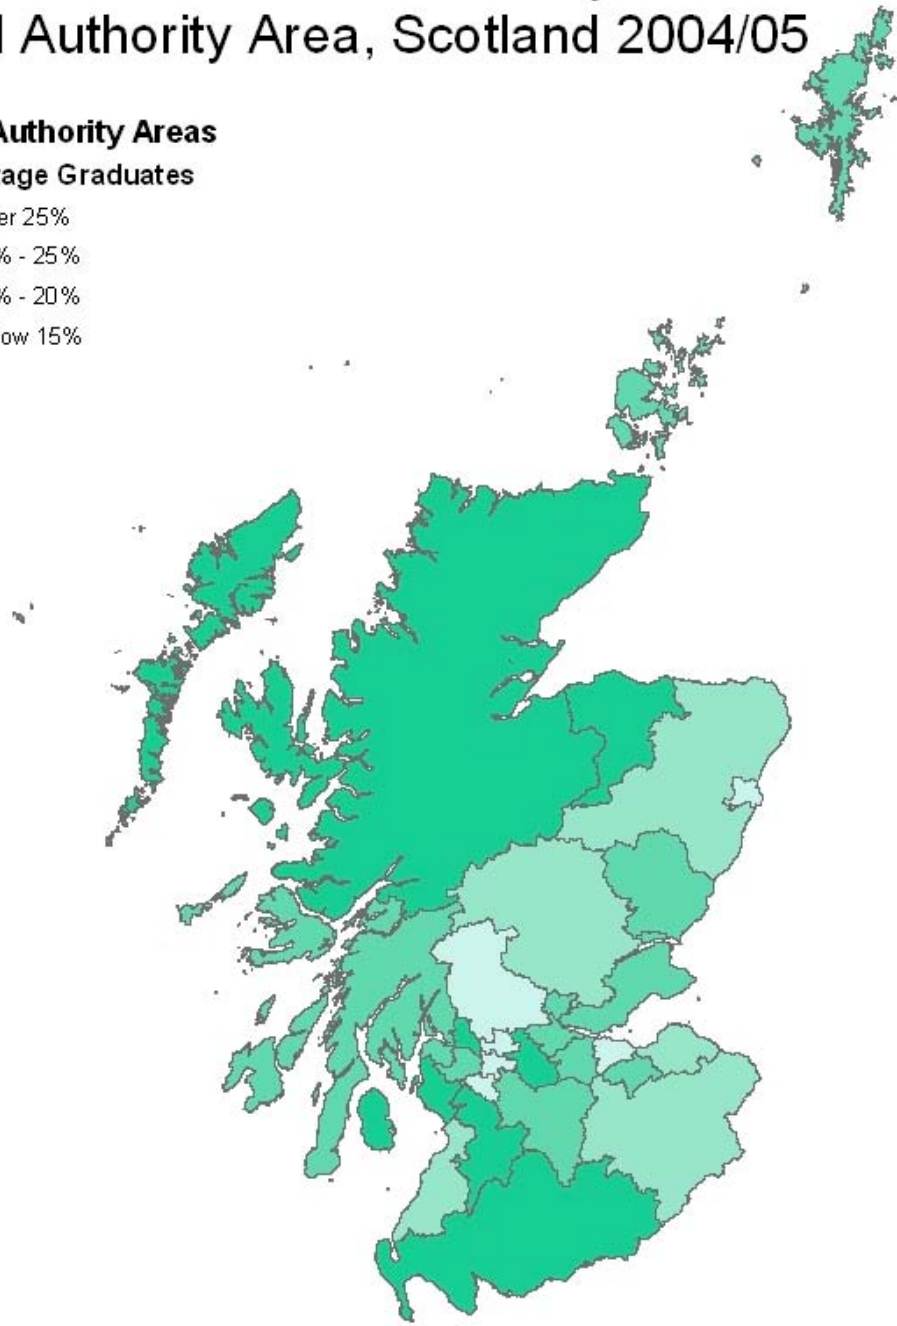 l Authority Area, Scotland 2004/05
Authority Areas
age Graduates
er 25%
% - 25%
% - 20%
ow 15%